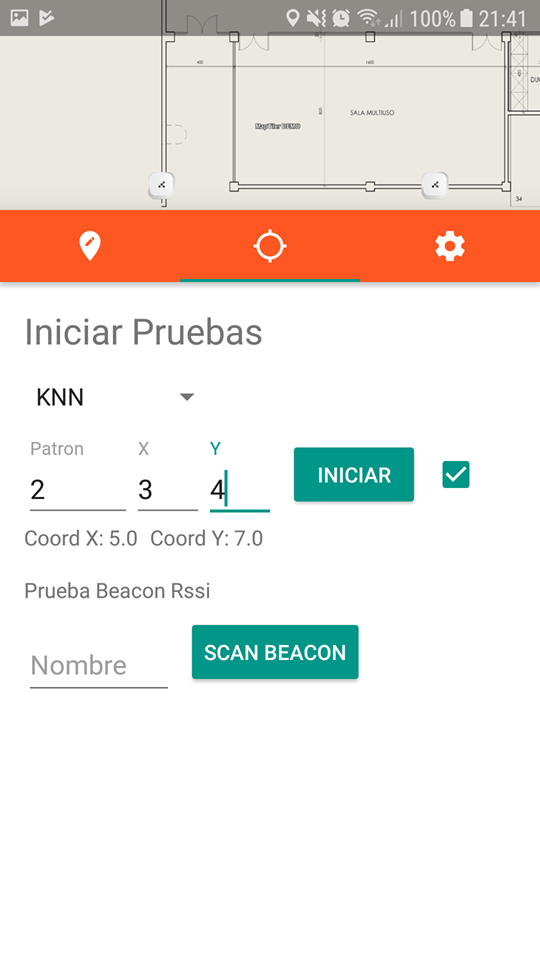 100% 21:41
400
1600
800
SALA MULTIUSO
MapTiler DEMO
34
Iniciar Pruebas
KNN
Patron X Y
2 3 4 INICIAR
Coord X: 5.0 Coord Y: 7.0
Prueba Beacon Rssi
Nombre SCAN BEACON